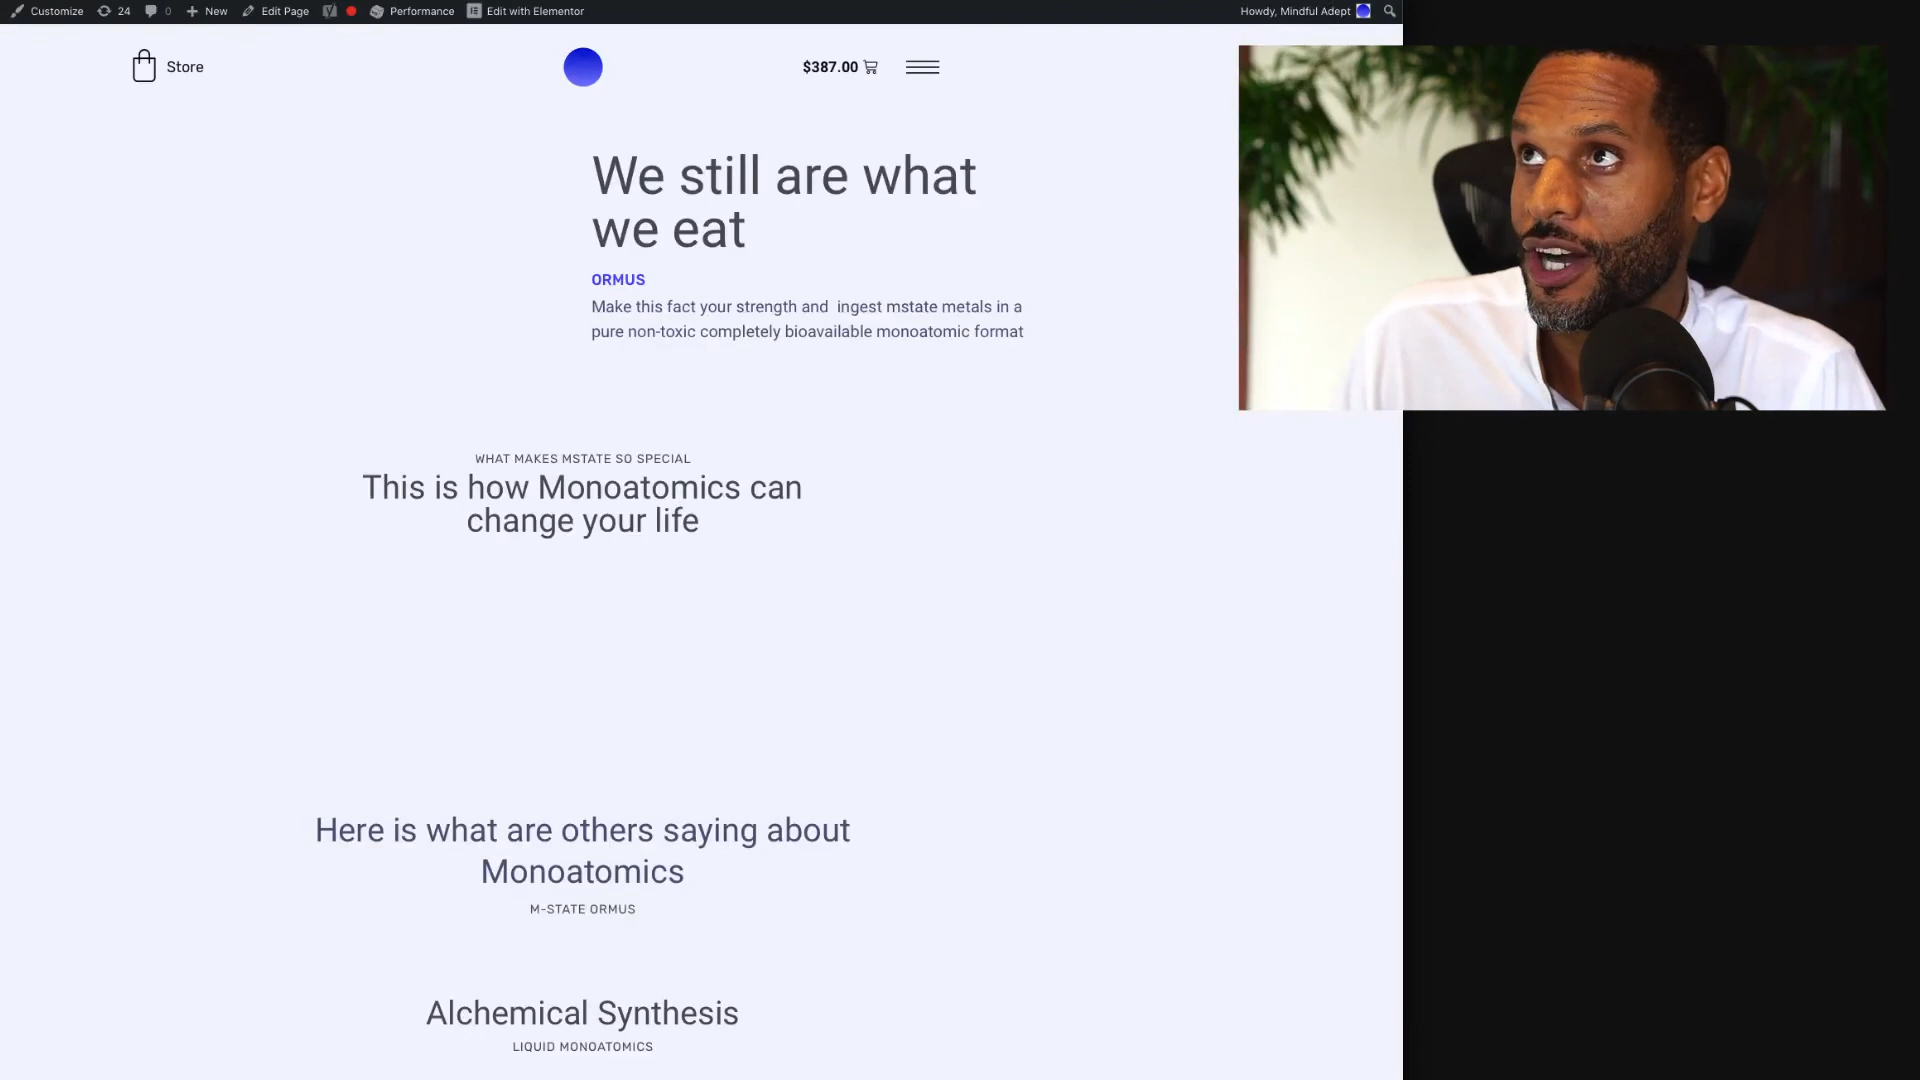 Customize 24 0 New Edit Page Performance Edit with Elementor Howdy, Mindful Adept
Store
$387.00
We still are what
we eat
ORMUS
Make this fact your strength and ingest mstate metals in a
pure non-toxic completely bioavailable monoatomic format
WHAT MAKES MSTATE SO SPECIAL
This is how Monoatomics can
change your life
Here is what are others saying about
Monoatomics
M-STATE ORMUS
Alchemical Synthesis
LIQUID MONOATOMICS